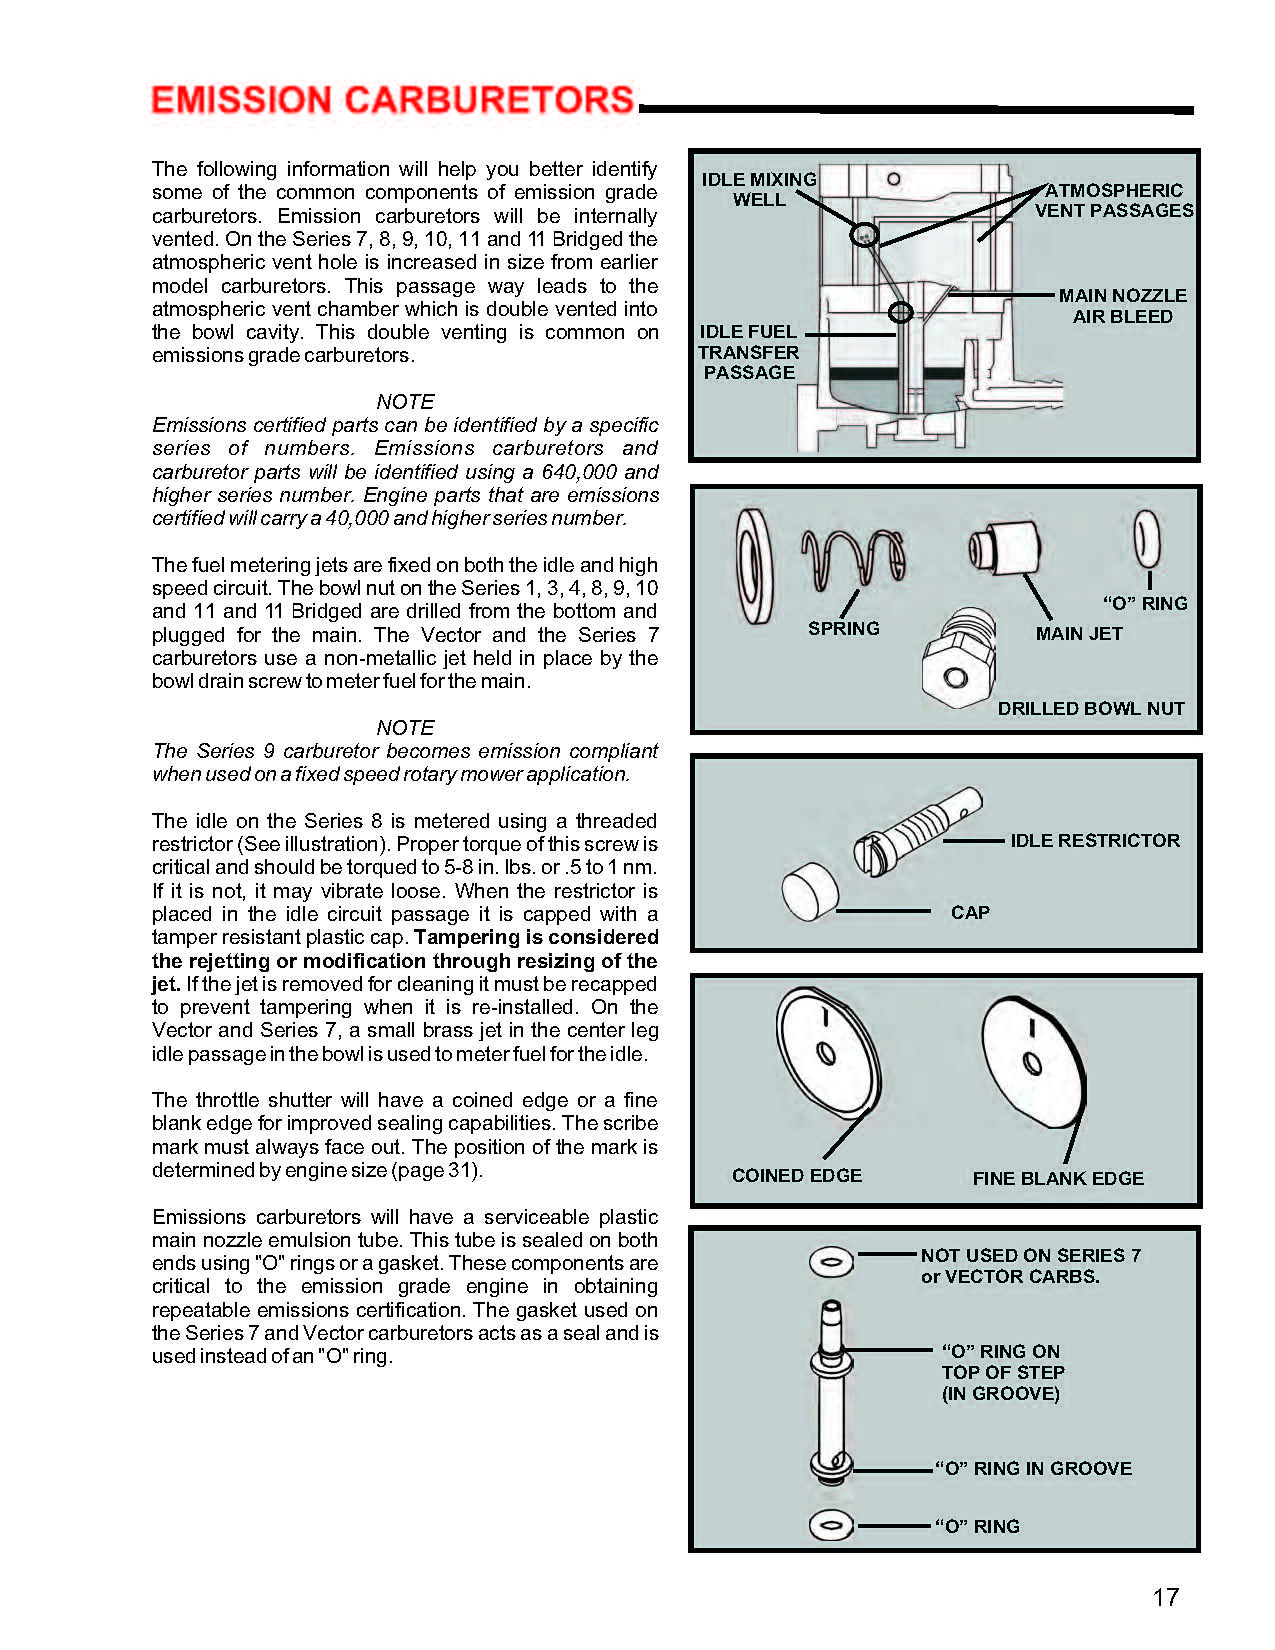 EMISSION CARBURETORS
The following information will help you better identify
some of the common components of emission grade
carburetors. Emission carburetors will be internally
vented. On the Series 7, 8, 9, 10, 11 and 11 Bridged the
atmospheric vent hole is increased in size from earlier
model carburetors. This passage way leads to the
atmospheric vent chamber which is double vented into
the bowl cavity. This double venting is common on
emissions grade carburetors.
NOTE
Emissions certified parts can be identified by a specific
series of numbers. Emissions carburetors and
carburetor parts will be identified using a 640,000 and
higher series number. Engine parts that are emissions
certified will carry a 40,000 and higher series number.
The fuel metering jets are fixed on both the idle and high
speed circuit. The bowl nut on the Series 1, 3, 4, 8, 9, 10
and 11 and 11 Bridged are drilled from the bottom and
plugged for the main. The Vector and the Series 7
carburetors use a non-metallic jet held in place by the
bowl drain screw to meter fuel for the main.
NOTE
The Series 9 carburetor becomes emission compliant
when used on a fixed speed rotary mower application.
The idle on the Series 8 is metered using a threaded
restrictor (See illustration). Proper torque of this screw is
critical and should be torqued to 5-8 in. lbs. or .5 to 1 nm.
If it is not, it may vibrate loose. When the restrictor is
placed in the idle circuit passage it is capped with a
tamper resistant plastic cap. Tampering is considered
the rejetting or modification through resizing of the
jet. If the jet is removed for cleaning it must be recapped
to prevent tampering when it is re-installed. On the
Vector and Series 7, a small brass jet in the center leg
idle passage in the bowl is used to meter fuel for the idle.
The throttle shutter will have a coined edge or a fine
blank edge for improved sealing capabilities. The scribe
mark must always face out. The position of the mark is
determined by engine size (page 31).
Emissions carburetors will have a serviceable plastic
main nozzle emulsion tube. This tube is sealed on both
ends using "O" rings or a gasket. These components are
critical to the emission grade engine in obtaining
repeatable emissions certification. The gasket used on
the Series 7 and Vector carburetors acts as a seal and is
used instead of an "O" ring.
IDLE MIXING
WELL
ATMOSPHERIC
VENT PASSAGES
MAIN NOZZLE
AIR BLEED
IDLE FUEL
TRANSFER
PASSAGE
“O” RING
SPRING
MAIN JET
DRILLED BOWL NUT
IDLE RESTRICTOR
CAP
COINED EDGE
FINE BLANK EDGE
NOT USED ON SERIES 7
or VECTOR CARBS.
“O” RING ON
TOP OF STEP
(IN GROOVE)
“O” RING IN GROOVE
“O” RING
17